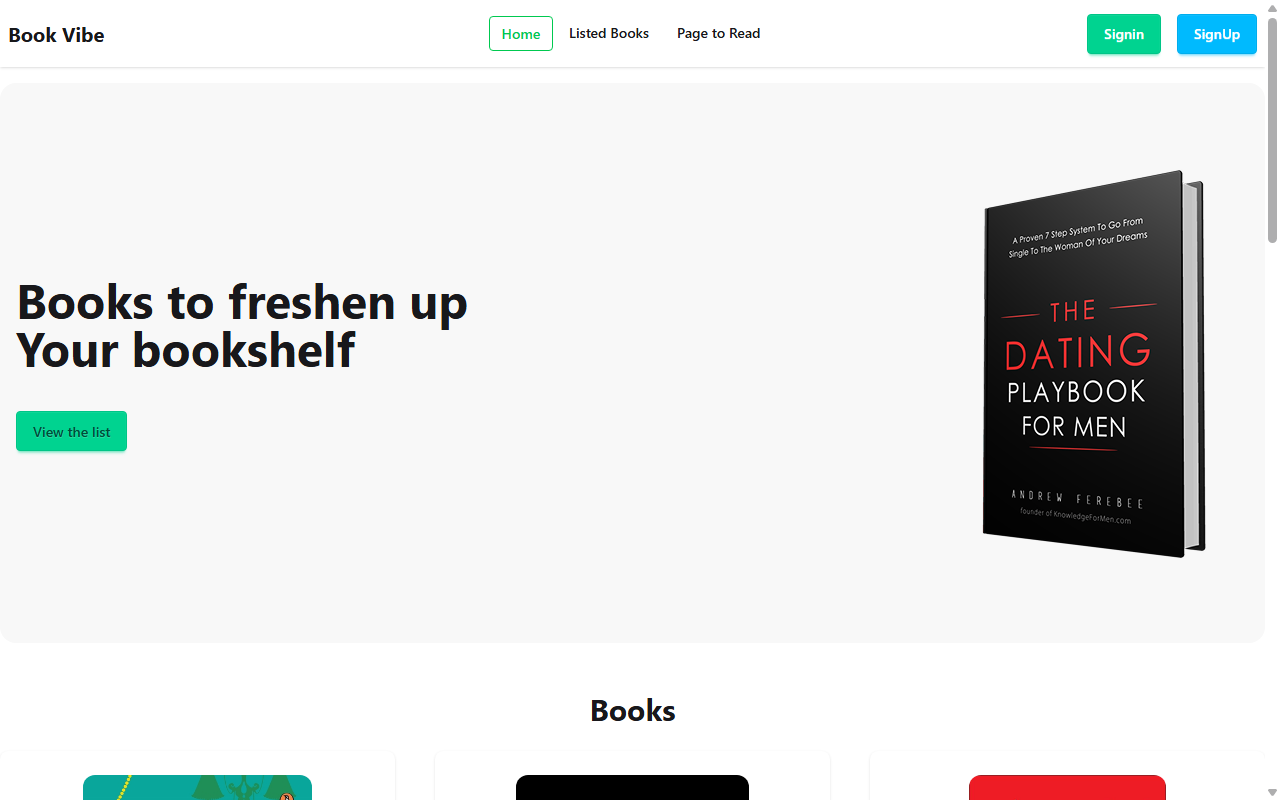 Book Vibe
Home
Listed Books
Page to Read
Signin
SignUp
Books to freshen up
Your bookshelf
View the list
A Proven 7 Step System To Go From
Single To The Woman Of Your Dreams
THE
DATING
PLAYBOOK
FOR MEN
ANDREW FEREBEE
founder of KnowledgeForMen.com
Books